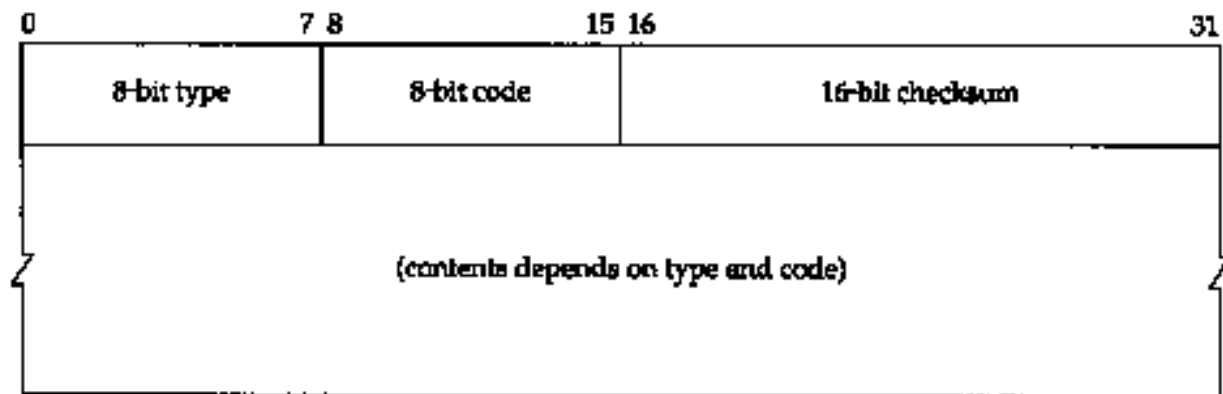 0 7 8 15 16 31
8-bit type 8-bit code 16-bit checksum
(contents depends on type and code)